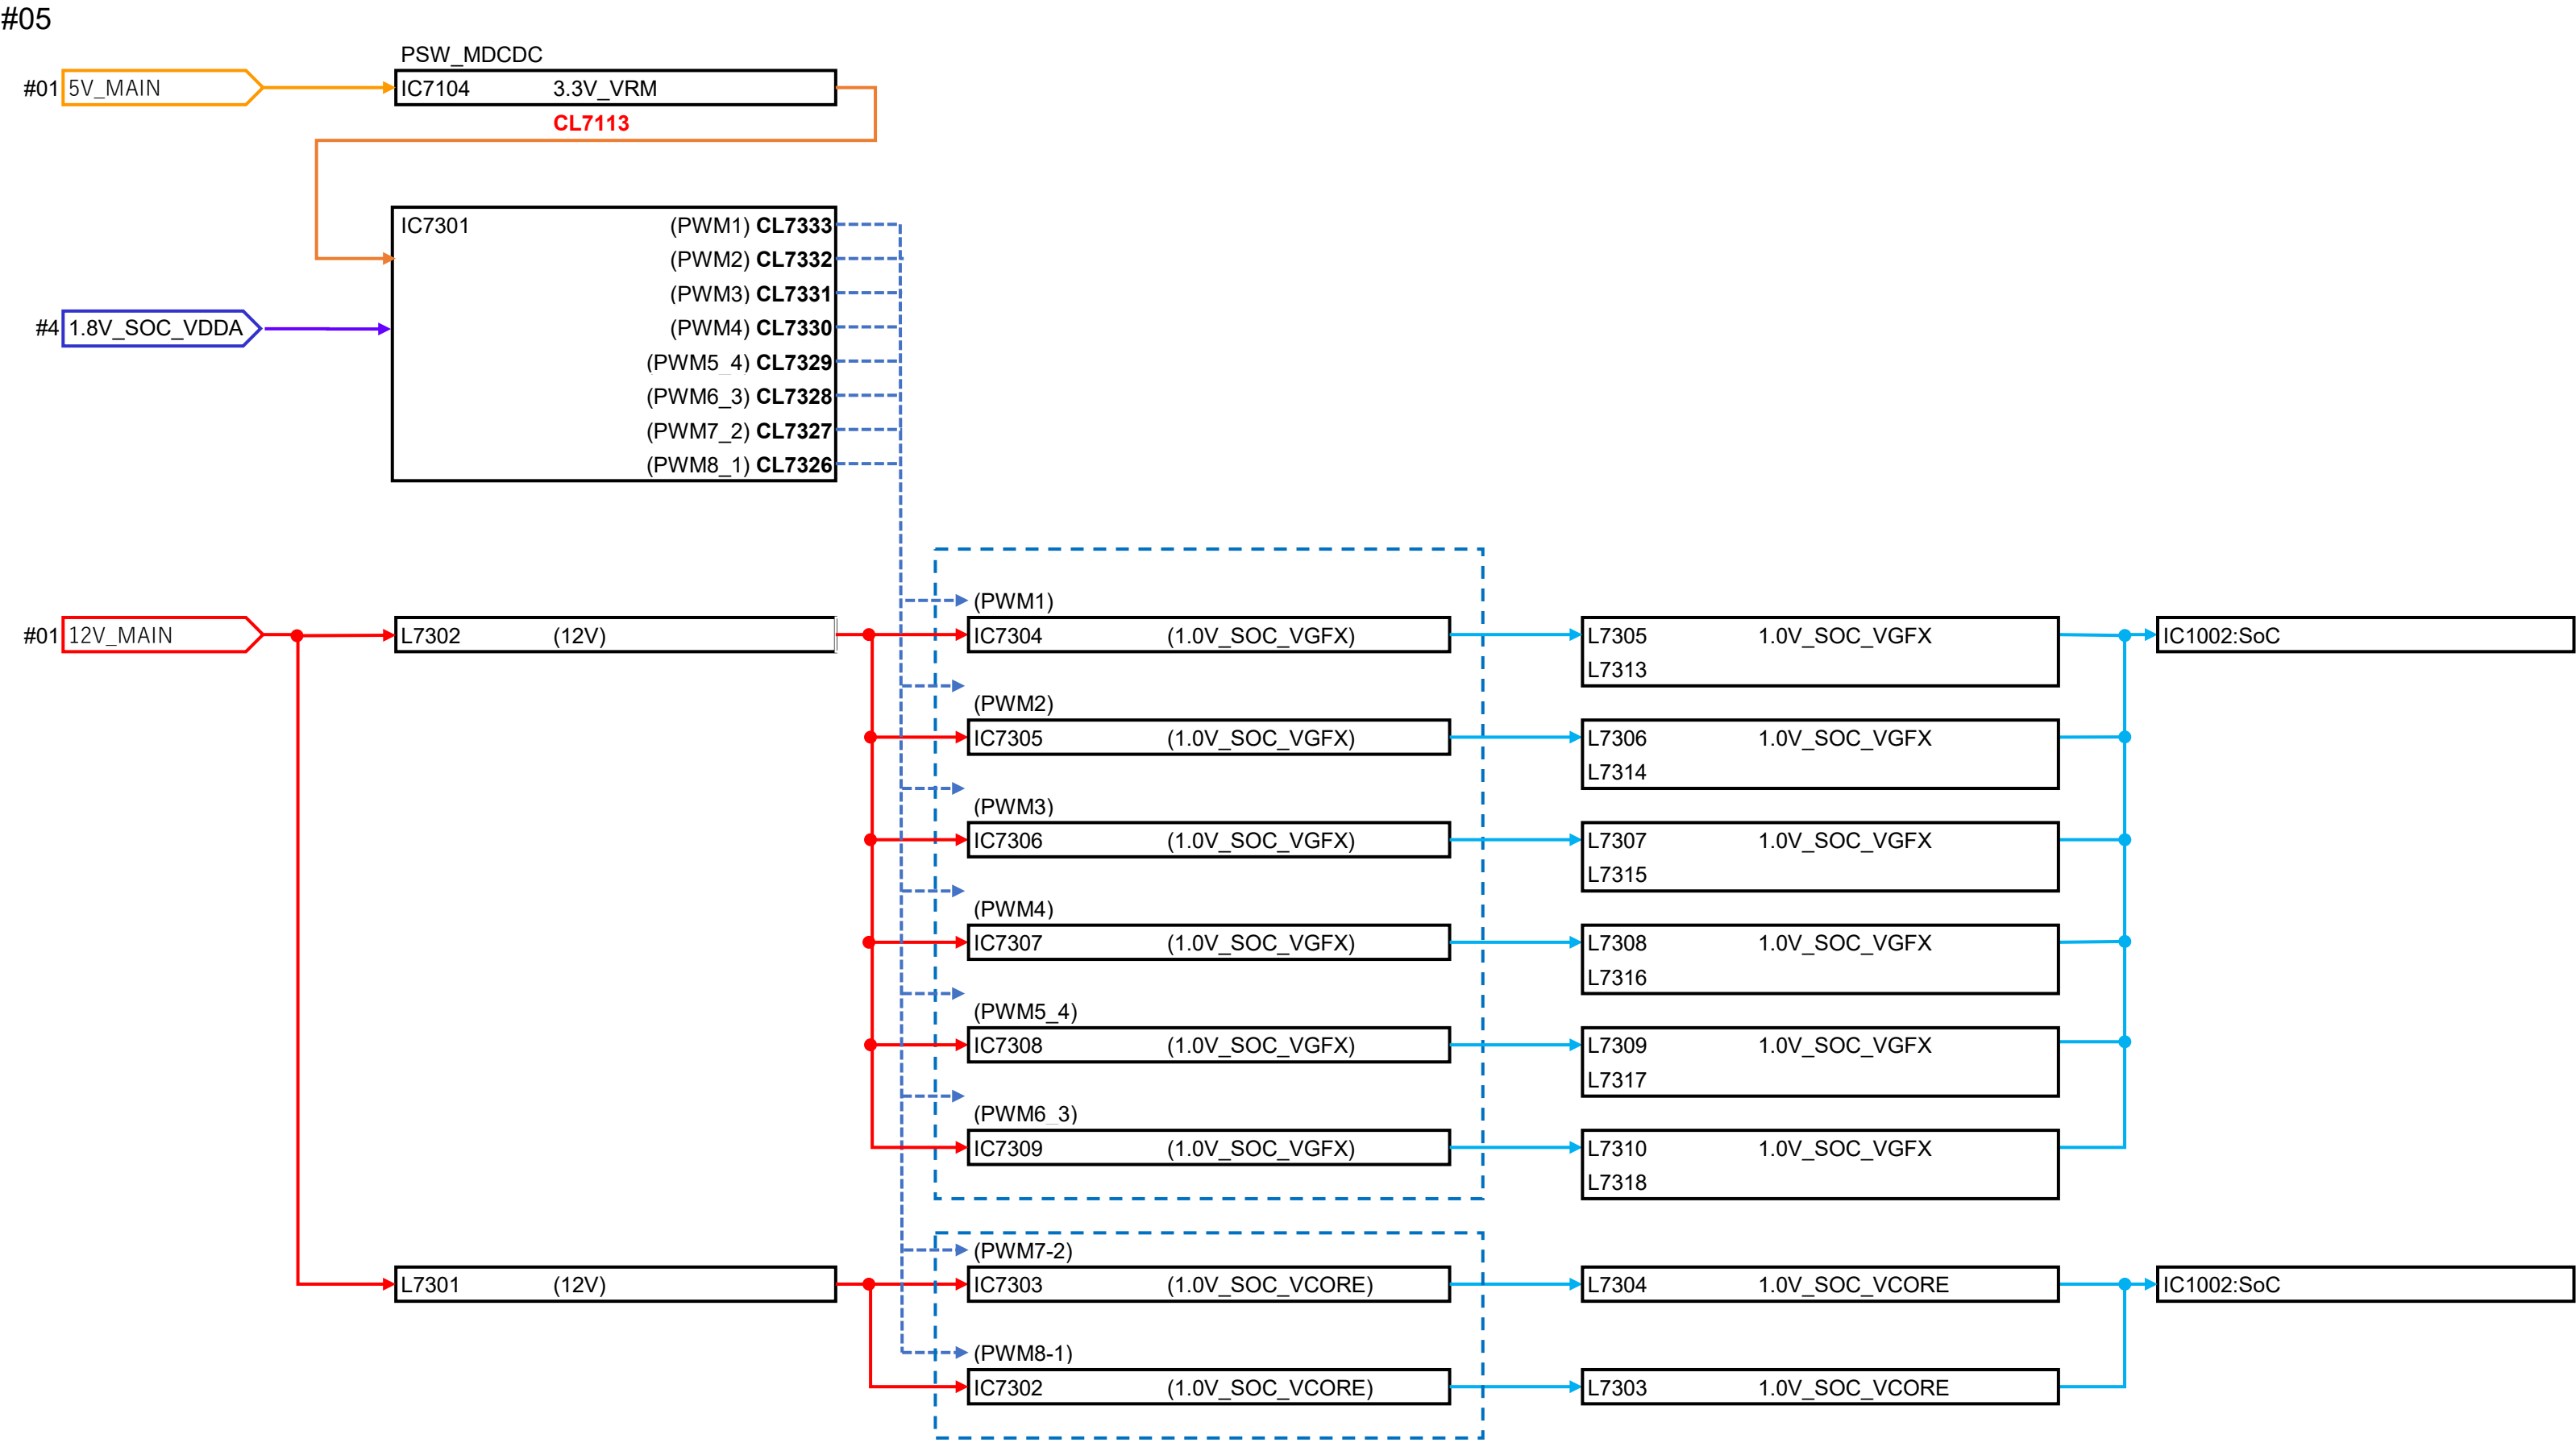 #05
PSW_MDCDC
#01 5V_MAIN
IC7104 3.3V_VRM
CL7113
IC7301
(PWM1) CL7333
(PWM2) CL7332
(PWM3) CL7331
(PWM4) CL7330
(PWM5_4) CL7329
(PWM6_3) CL7328
(PWM7_2) CL7327
(PWM8_1) CL7326
#4 1.8V_SOC_VDDA
#01 12V_MAIN
L7302 (12V)
(PWM1)
IC7304 (1.0V_SOC_VGFX)
L7305 1.0V_SOC_VGFX
L7313
IC1002:SoC
(PWM2)
IC7305 (1.0V_SOC_VGFX)
L7306 1.0V_SOC_VGFX
L7314
(PWM3)
IC7306 (1.0V_SOC_VGFX)
L7307 1.0V_SOC_VGFX
L7315
(PWM4)
IC7307 (1.0V_SOC_VGFX)
L7308 1.0V_SOC_VGFX
L7316
(PWM5_4)
IC7308 (1.0V_SOC_VGFX)
L7309 1.0V_SOC_VGFX
L7317
(PWM6_3)
IC7309 (1.0V_SOC_VGFX)
L7310 1.0V_SOC_VGFX
L7318
L7301 (12V)
(PWM7-2)
IC7303 (1.0V_SOC_VCORE)
L7304 1.0V_SOC_VCORE
IC1002:SoC
(PWM8-1)
IC7302 (1.0V_SOC_VCORE)
L7303 1.0V_SOC_VCORE